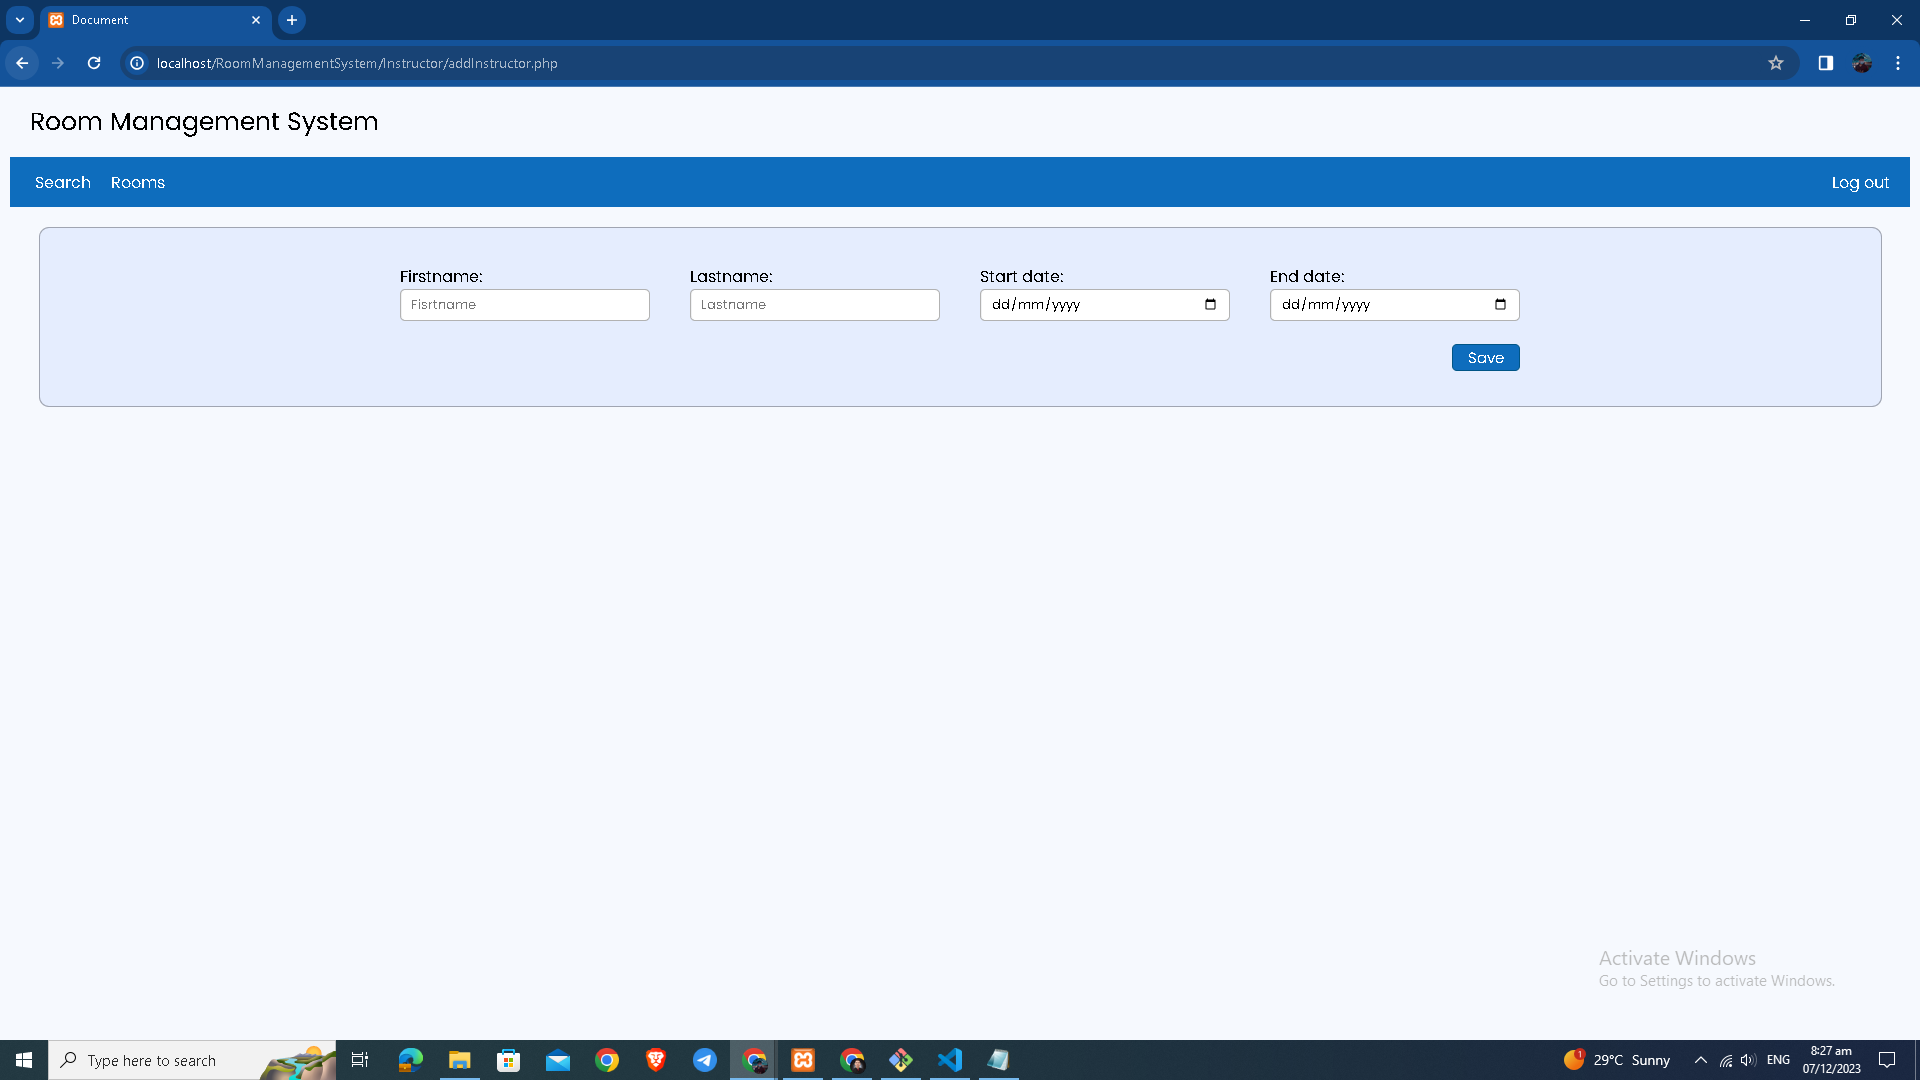 Document
localhost/RoomManagementSystem/Instructor/addInstructor.php
Room Management System
Search Rooms Log out
Firstname: Lastname: Start date: End date:
Fisrtname Lastname dd/mm/yyyy dd/mm/yyyy
Save
Activate Windows
Go to Settings to activate Windows.
Type here to search
1 29°C Sunny ENG
8:27 am
07/12/2023